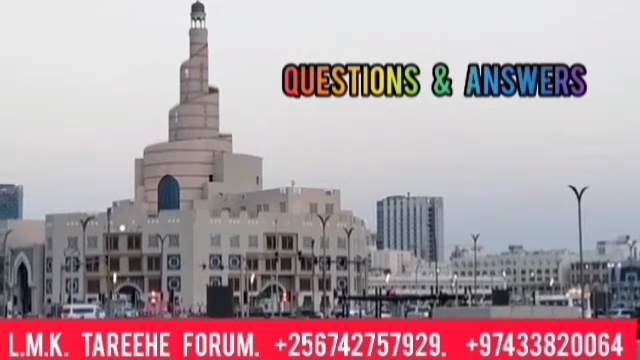 QUESTIONS & ANSWERS
L.M.K. TAREEHE FORUM. +256742757929. +97433820064